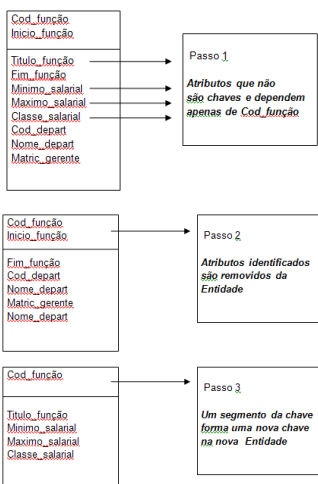 Cod_função
Inicio_função
Titulo_função
Fim_função
Minimo_salarial
Maximo_salarial
Classe_salarial
Cod_depart
Nome_depart
Matric_gerente
Passo 1
Atributos que não
são chaves e dependem
apenas de Cod_função
Cod_função
Inicio_função
Fim_função
Cod_depart
Nome_depart
Matric_gerente
Nome_depart
Passo 2
Atributos identificados
são removidos da
Entidade
Cod_função
Titulo_função
Minimo_salarial
Maximo_salarial
Classe_salarial
Passo 3
Um segmento da chave
forma uma nova chave
na nova Entidade